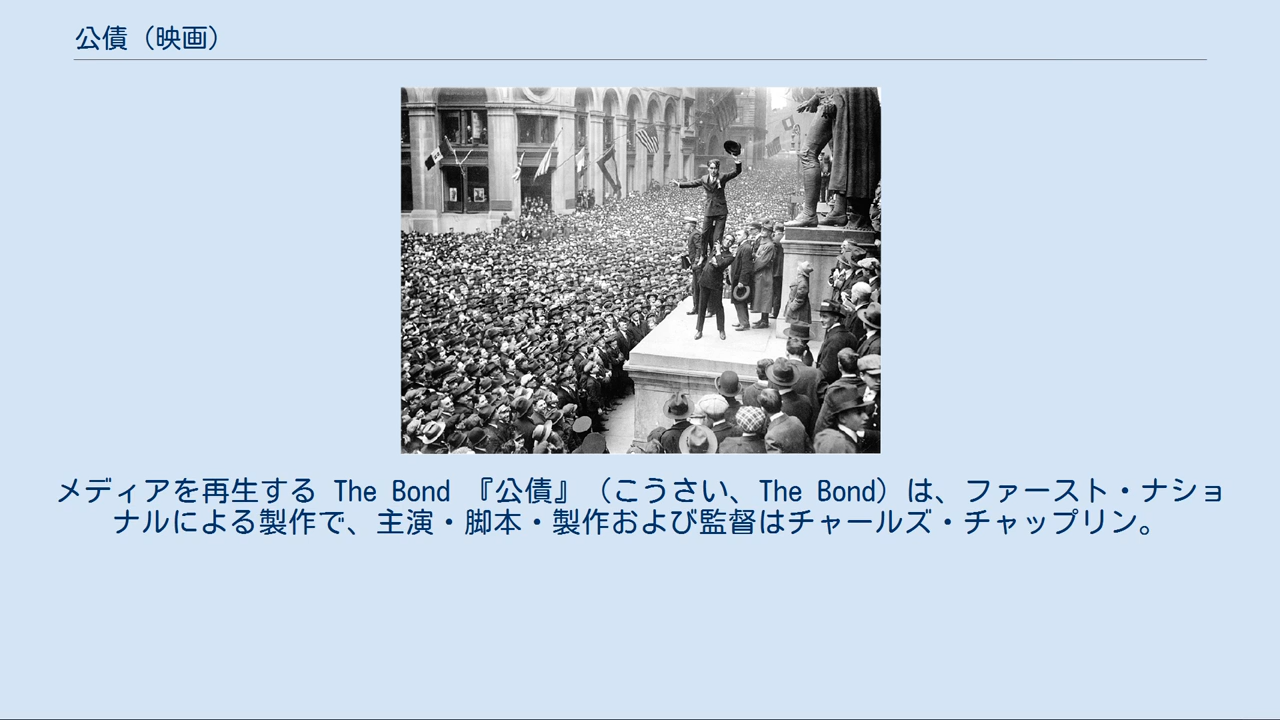 公債（映画）
メディアを再生する The Bond 『公債』（こうさい、The Bond）は、ファースト・ナショ
ナルによる製作で、主演・脚本・製作および監督はチャールズ・チャップリン。